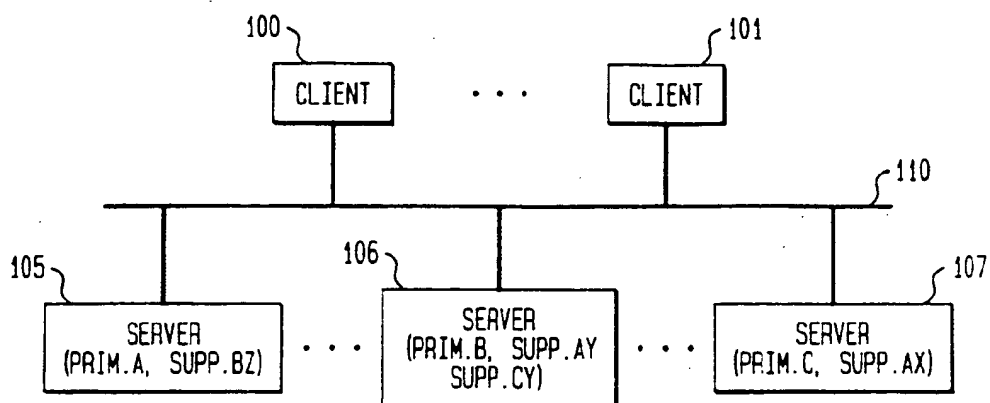 100
101
CLIENT
. . .
CLIENT
110
105
106
107
SERVER
(PRIM.A, SUPP.BZ)
. . .
SERVER
(PRIM.B, SUPP.AY
SUPP.CY)
. . .
SERVER
(PRIM.C, SUPP.AX)